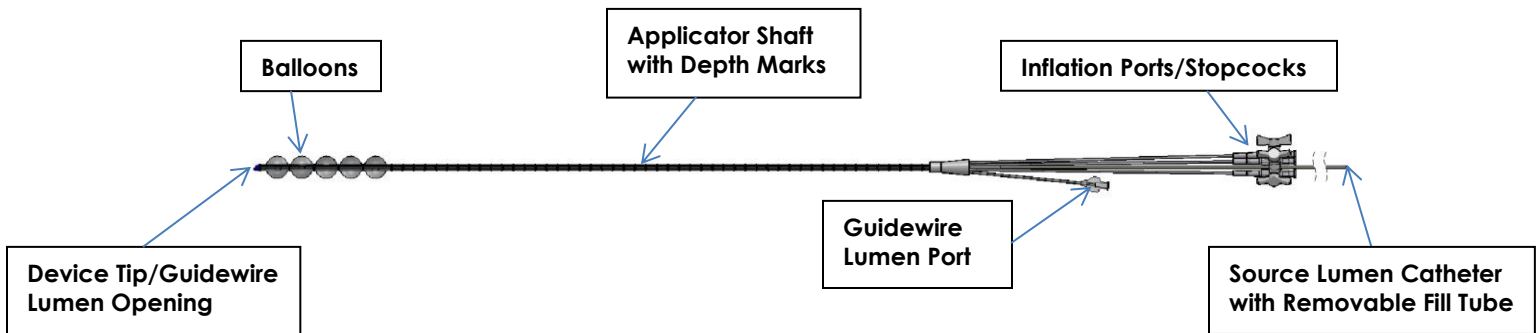 Balloons
Applicator Shaft
with Depth Marks
Inflation Ports/Stopcocks
Device Tip/Guidewire
Lumen Opening
Guidewire
Lumen Port
Source Lumen Catheter
with Removable Fill Tube